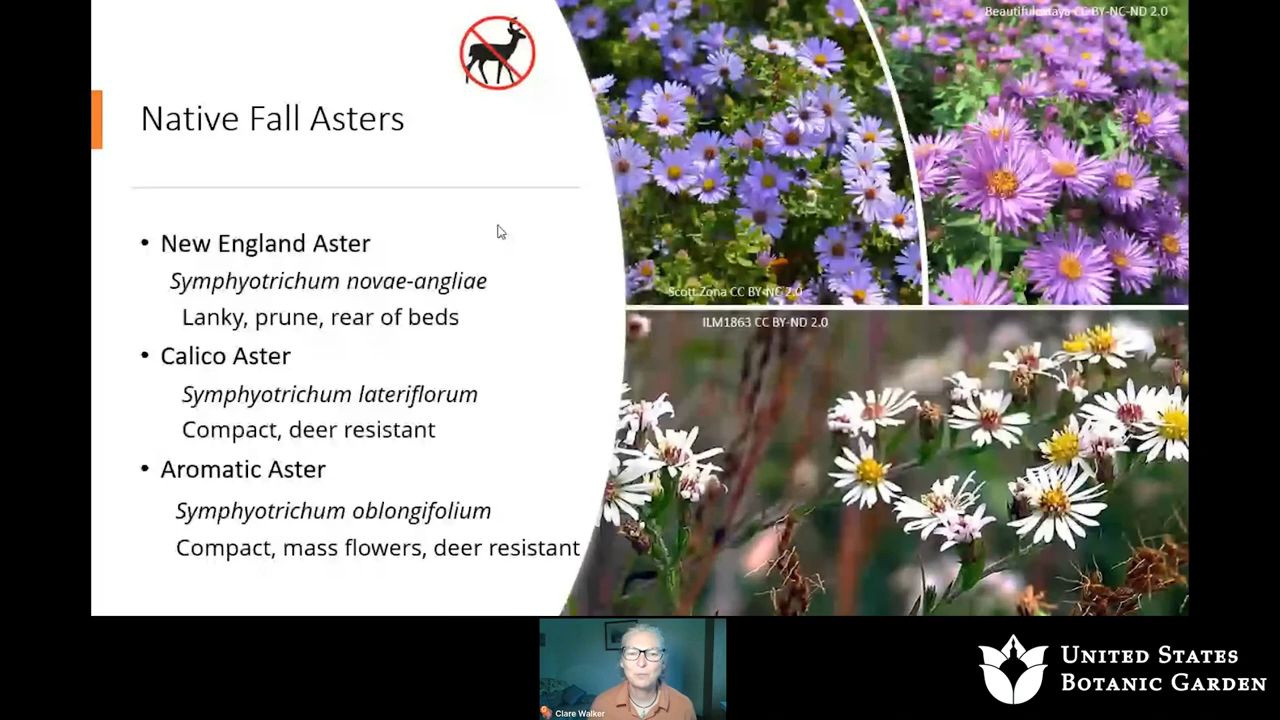 Native Fall Asters
• New England Aster
Symphyotrichum novae-angliae
Lanky, prune, rear of beds
• Calico Aster
Symphyotrichum lateriflorum
Compact, deer resistant
• Aromatic Aster
Symphyotrichum oblongifolium
Compact, mass flowers, deer resistant
Scott Zona CC BY-NC 2.0
CC BY-NC-ND 2.0
ILM1863 CC BY-ND 2.0
Clare Walker
UNITED STATES
BOTANIC GARDEN